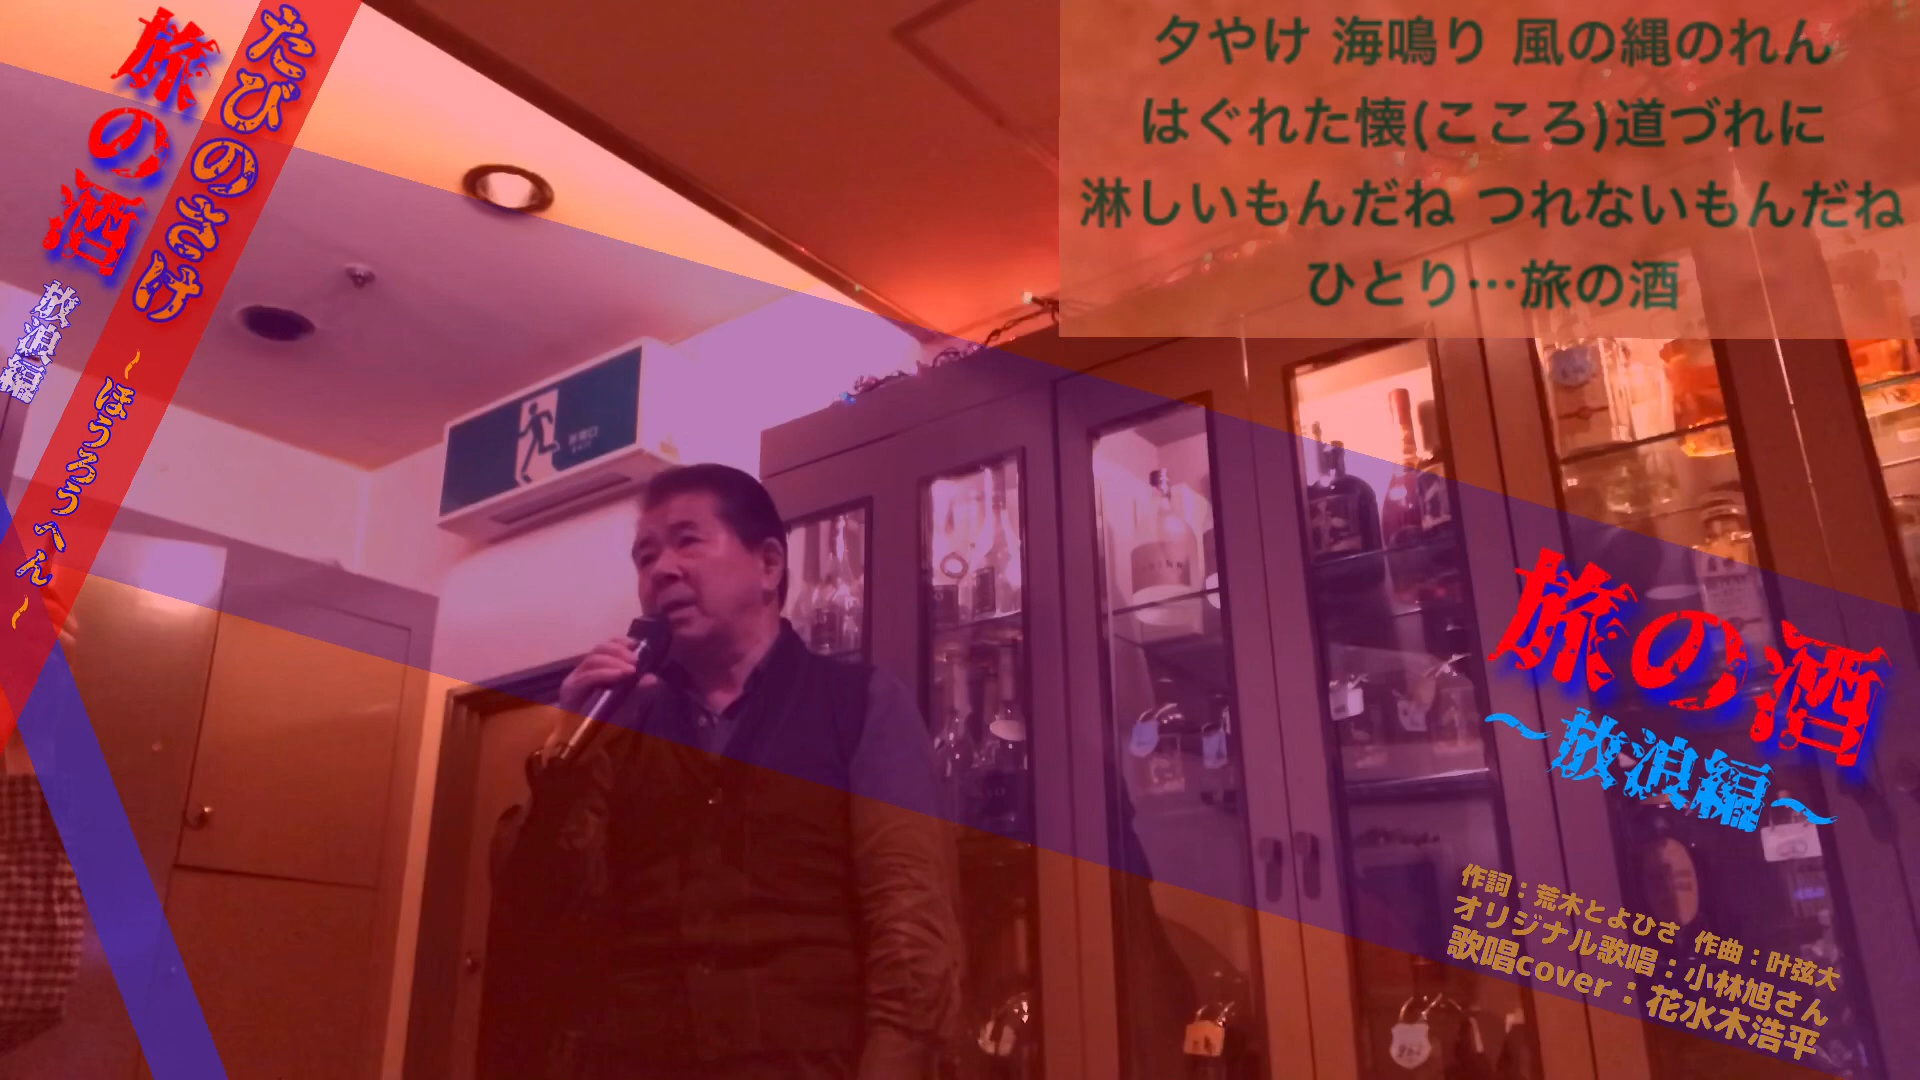 たびのさけ
～ほうろうへん～
旅の酒
放浪編
夕やけ 海鳴り 風の縄のれん
はぐれた懐(こころ)道づれに
淋しいもんだね つれないもんだね
ひとり…旅の酒
非常口
旅の酒
～放浪編～
作詞：荒木とよひさ 作曲：叶弦大
オリジナル歌唱：小林旭さん
歌唱cover：花水木浩平